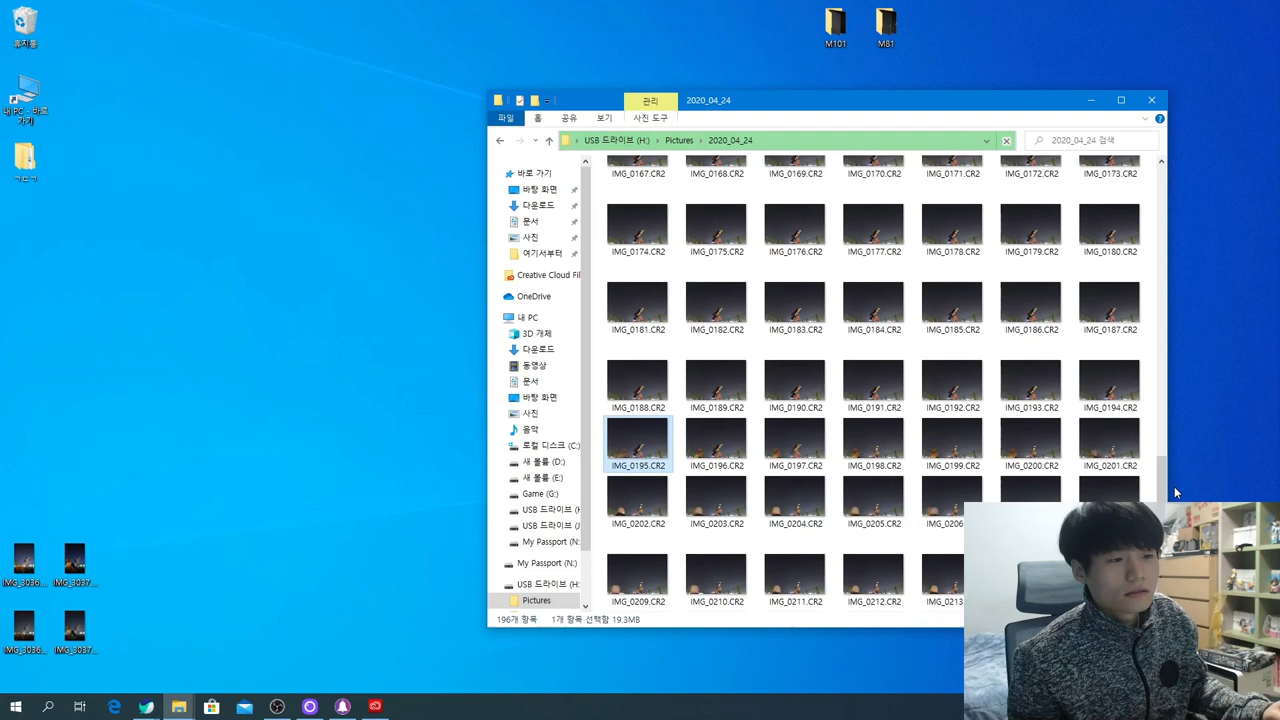 휴지통
내 PC - 바로
가기
ㄱㄷㄱ
M101
M81
관리
2020_04_24
파일
홈
공유
보기
사진 도구
USB 드라이브 (H:)
Pictures
2020_04_24
2020_04_24 검색
바로 가기
바탕 화면
다운로드
문서
사진
여기서부터
Creative Cloud Fil
OneDrive
내 PC
3D 개체
다운로드
동영상
문서
바탕 화면
사진
음악
로컬 디스크 (C:)
새 볼륨 (D:)
새 볼륨 (E:)
Game (G:)
USB 드라이브 (H
USB 드라이브 (J
My Passport (N:
My Passport (N:)
USB 드라이브 (H:
Pictures
IMG_0167.CR2 IMG_0168.CR2 IMG_0169.CR2 IMG_0170.CR2 IMG_0171.CR2 IMG_0172.CR2 IMG_0173.CR2
IMG_0174.CR2 IMG_0175.CR2 IMG_0176.CR2 IMG_0177.CR2 IMG_0178.CR2 IMG_0179.CR2 IMG_0180.CR2
IMG_0181.CR2 IMG_0182.CR2 IMG_0183.CR2 IMG_0184.CR2 IMG_0185.CR2 IMG_0186.CR2 IMG_0187.CR2
IMG_0188.CR2 IMG_0189.CR2 IMG_0190.CR2 IMG_0191.CR2 IMG_0192.CR2 IMG_0193.CR2 IMG_0194.CR2
IMG_0195.CR2 IMG_0196.CR2 IMG_0197.CR2 IMG_0198.CR2 IMG_0199.CR2 IMG_0200.CR2 IMG_0201.CR2
IMG_0202.CR2 IMG_0203.CR2 IMG_0204.CR2 IMG_0205.CR2 IMG_0206
IMG_0209.CR2 IMG_0210.CR2 IMG_0211.CR2 IMG_0212.CR2 IMG_0213
196개 항목 1개 항목 선택함 19.3MB
IMG_3036... IMG_3037...
IMG_3036... IMG_3037...